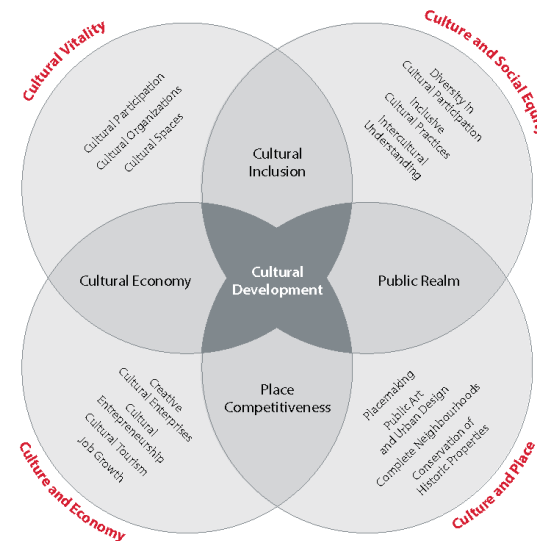 Cultural Vitality
Culture and Social Equity
Cultural Participation
Cultural Organizations
Cultural Spaces
Diversity in
Cultural Participation
Inclusive
Cultural Practices
Intercultural
Understanding
Cultural
Inclusion
Cultural Economy
Cultural
Development
Public Realm
Place
Competitiveness
Creative
Cultural Enterprises
Cultural
Entrepreneurship
Cultural Tourism
Job Growth
Placemaking
Public Art
and Urban Design
Complete Neighbourhoods
Conservation of
Historic Properties
Culture and Economy
Culture and Place